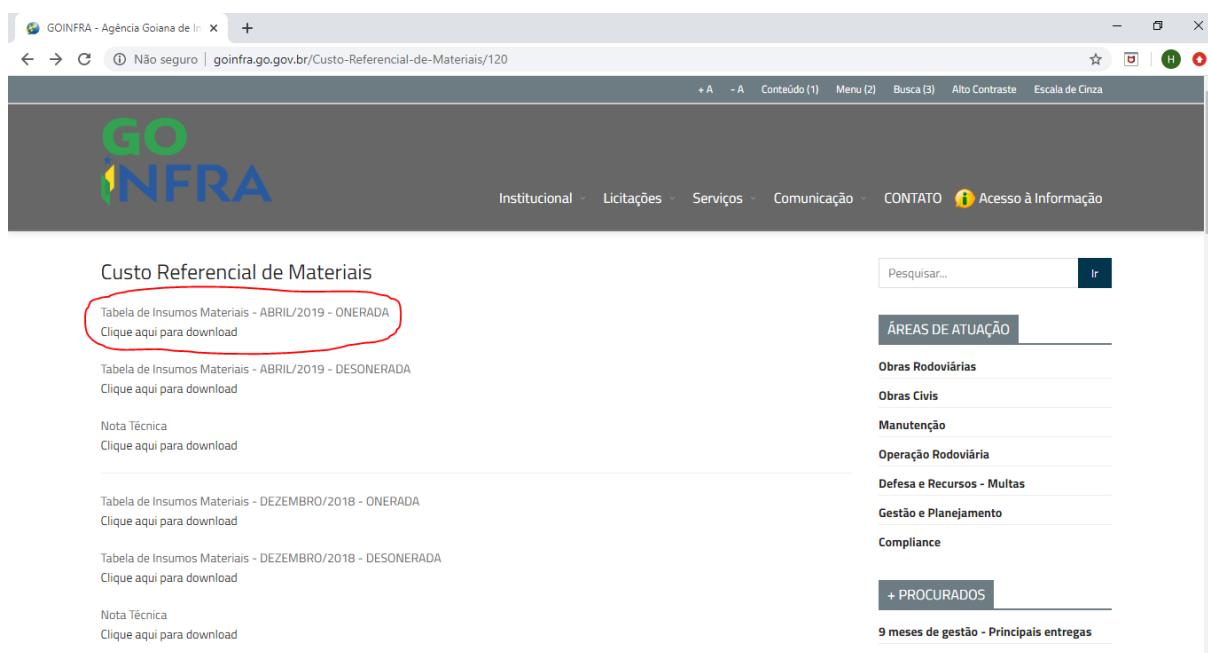 GOINFRA - Agência Goiana de In
Não seguro | goinfra.go.gov.br/Custo-Referencial-de-Materiais/120
H
+ A - A Conteúdo (1) Menu (2) Busca (3) Alto Contraste Escala de Cinza
GO
INFRA
Institucional Licitações Serviços Comunicação CONTATO Acesso à Informação
Custo Referencial de Materiais
Tabela de Insumos Materiais - ABRIL/2019 - ONERADA
Clique aqui para download
Tabela de Insumos Materiais - ABRIL/2019 - DESONERADA
Clique aqui para download
Nota Técnica
Clique aqui para download
Tabela de Insumos Materiais - DEZEMBRO/2018 - ONERADA
Clique aqui para download
Tabela de Insumos Materiais - DEZEMBRO/2018 - DESONERADA
Clique aqui para download
Nota Técnica
Clique aqui para download
Pesquisar...
Ir
ÁREAS DE ATUAÇÃO
Obras Rodoviárias
Obras Civis
Manutenção
Operação Rodoviária
Defesa e Recursos - Multas
Gestão e Planejamento
Compliance
+ PROCURADOS
9 meses de gestão - Principais entregas